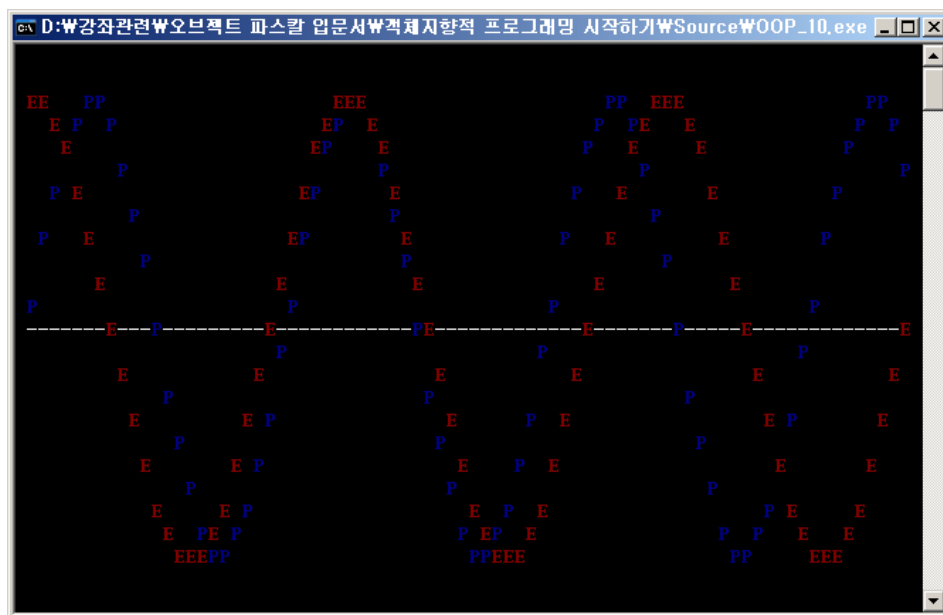 D:₩강좌관련₩오브젝트 파스칼 입문서₩객체지향적 프로그래밍 시작하기₩Source₩OOP_10.exe
EE PP EEE PP EEE PP
E P P EP E P PE E P P
E EP E P E E P
P P P P
P E EP E P E E P
P P P
P E EP E P E E P
P P P
E E E E E
P P P P
-------E---P---------E------------PE-------------E-------P-----E-------------E
P P P
E E E E E E
P P P
E E P E P E E P E
P P P
E E P E P E E E
P P P
E E P E P E P E E
E PE P P EP E P P E E
EEEPP PPEEE PP EEE